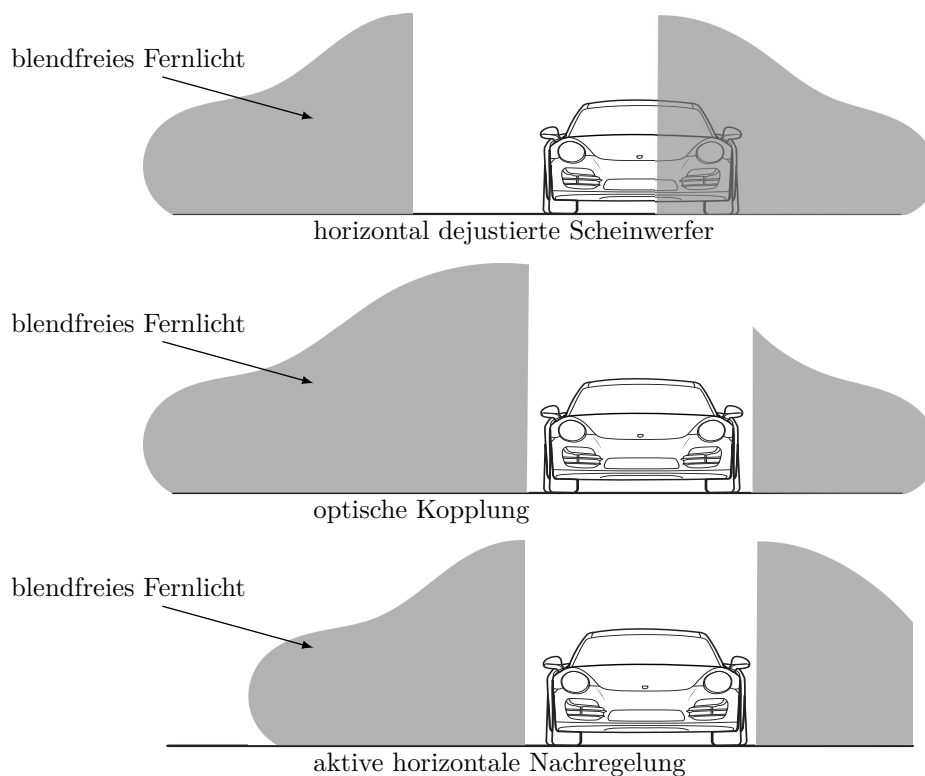 blendfreies Fernlicht
horizontal dejustierte Scheinwerfer
blendfreies Fernlicht
optische Kopplung
blendfreies Fernlicht
aktive horizontale Nachregelung